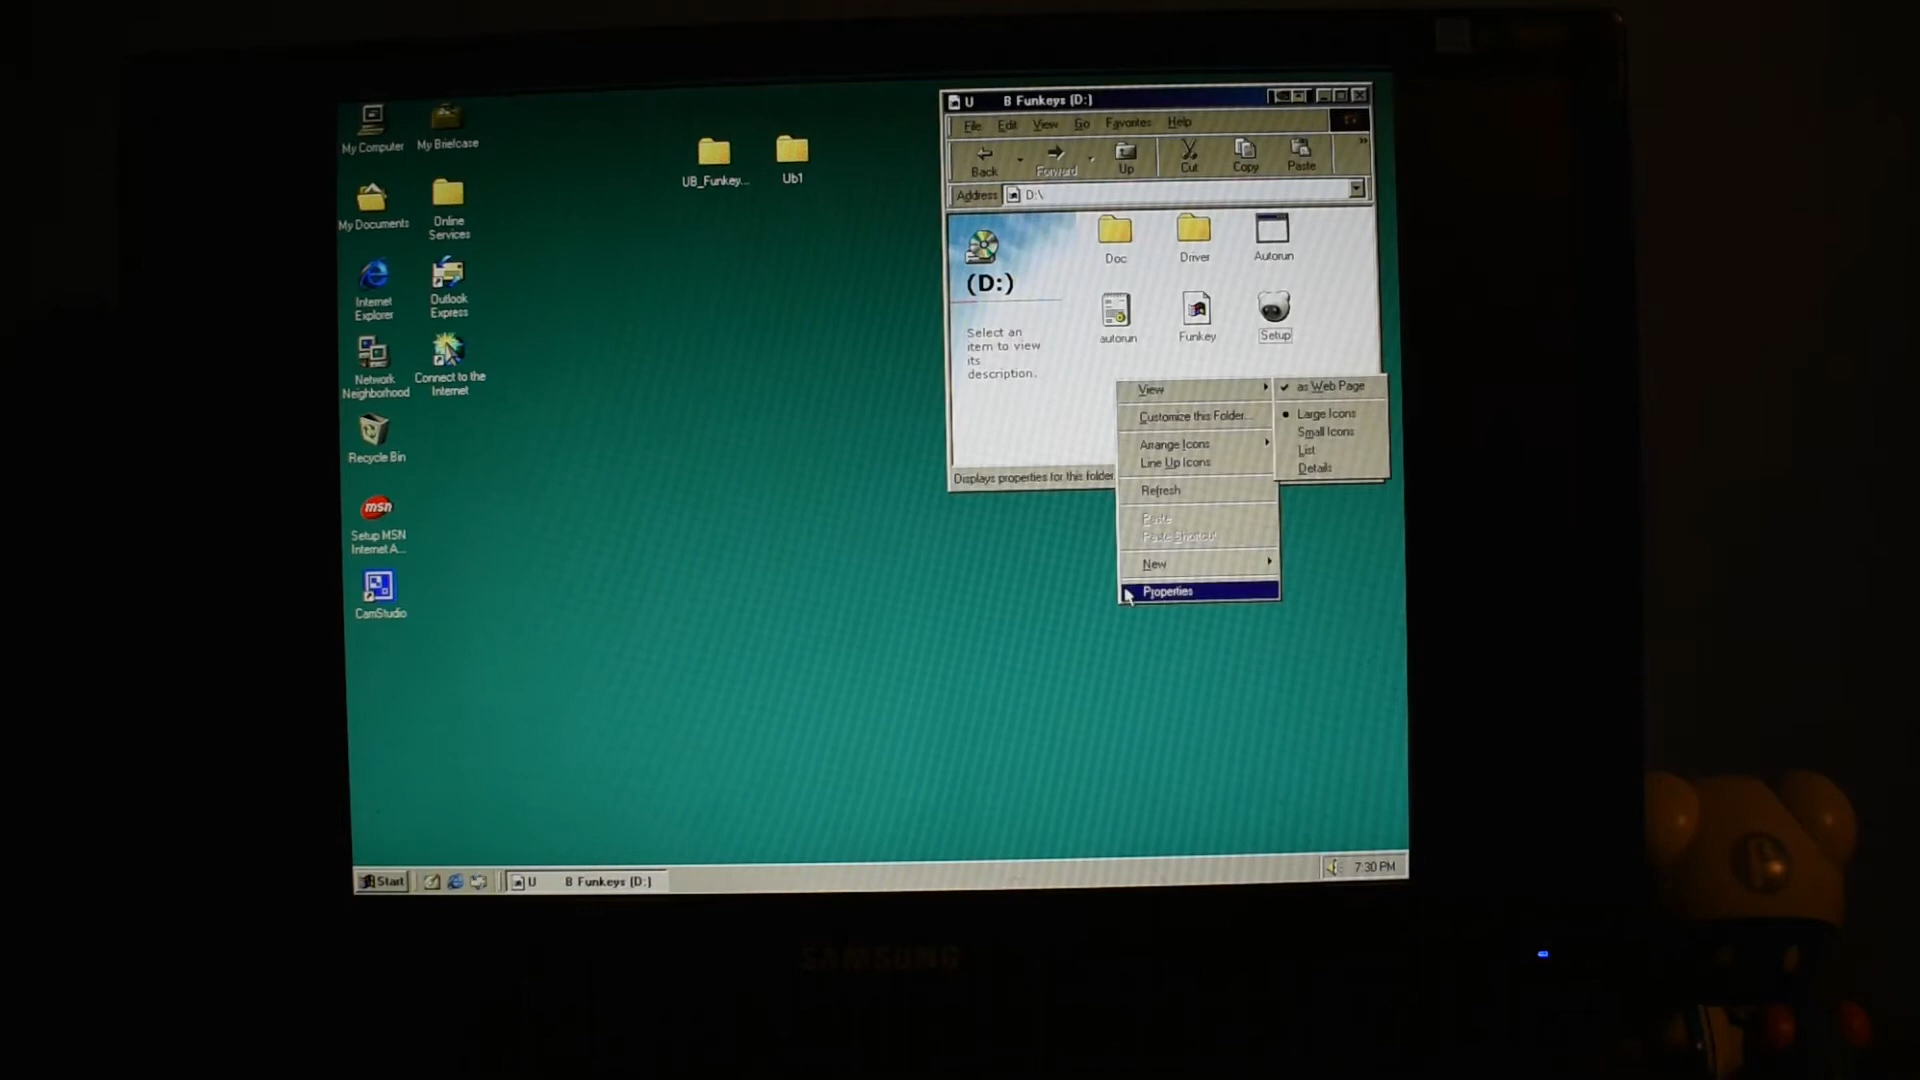 My Computer
My Briefcase
My Documents
Online
Services
Internet
Explorer
Outlook
Express
Network
Neighborhood
Connect to the
Internet
Recycle Bin
msn
Setup MSN
Internet A...
CamStudio
UB_Funkey...
Ub1
U B Funkeys (D:)
File Edit View Go Favorites Help
Back Forward Up Cut Copy Paste
Address D:\
(D:)
Select an
item to view
its
description.
Doc
Driver
Autorun
autorun
Funkey
Setup
Displays properties for this folder.
View
Customize this Folder...
Arrange Icons
Line Up Icons
Refresh
Paste
Paste Shortcut
New
Properties
as Web Page
Large Icons
Small Icons
List
Details
Start
U B Funkeys (D:)
7:30 PM
SAMSUNG